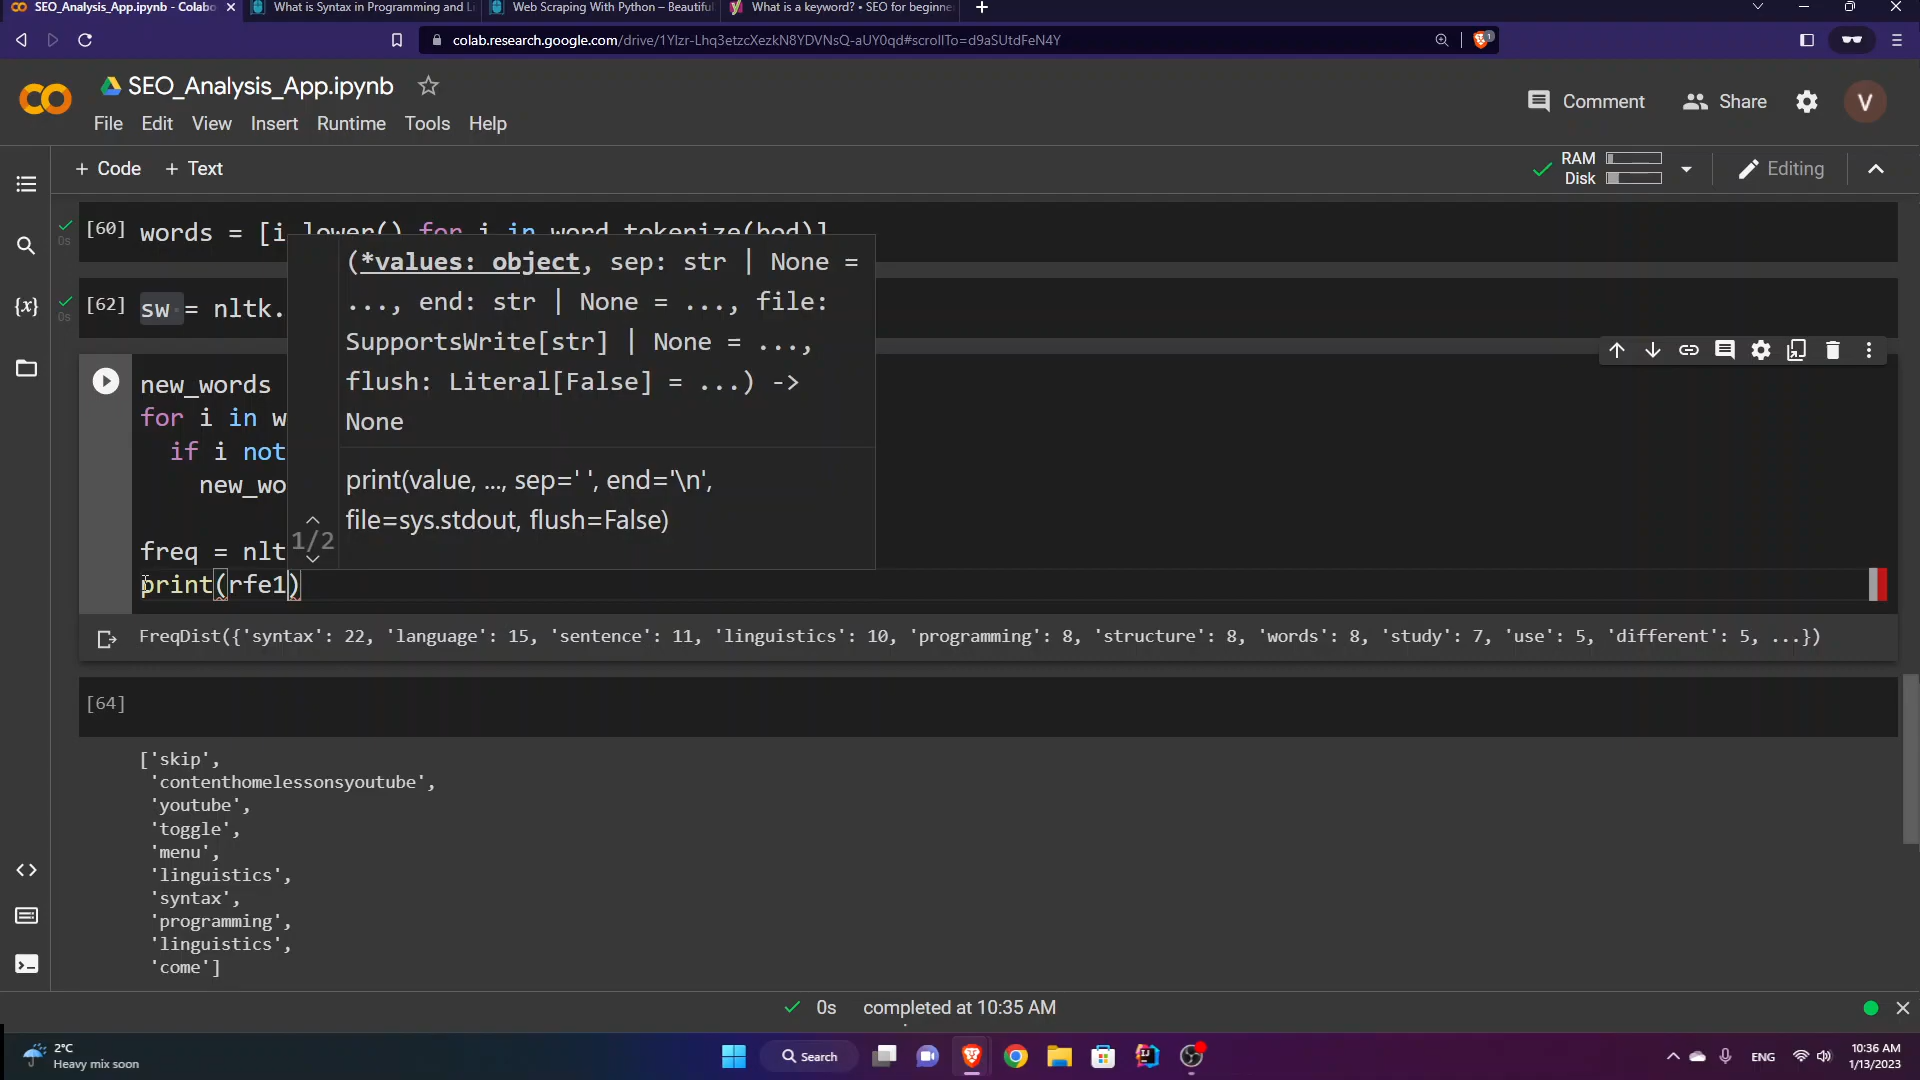 SEO_Analysis_App.ipynb - Colabo
What is Syntax in Programming and Li
Web Scraping With Python – Beautiful
What is a keyword? • SEO for beginne
colab.research.google.com/drive/1Ylzr-Lhq3etzcXezkN8YDVNsQ-aUY0qd#scrollTo=d9aSUtdFeN4Y
1
SEO_Analysis_App.ipynb
Comment
Share
V
File Edit View Insert Runtime Tools Help
+ Code + Text
RAM
Disk
Editing
[60] words = [i.lower() for i in word_tokenize(bod)]
[62] sw = nltk.
(*values: object, sep: str | None =
..., end: str | None = ..., file:
SupportsWrite[str] | None = ...,
flush: Literal[False] = ...) ->
None
print(value, ..., sep=' ', end='\n',
file=sys.stdout, flush=False)
1/2
new_words
for i in w
if i not
new_wo
freq = nlt
print(rfe1)
FreqDist({'syntax': 22, 'language': 15, 'sentence': 11, 'linguistics': 10, 'programming': 8, 'structure': 8, 'words': 8, 'study': 7, 'use': 5, 'different': 5, ...})
[64]
['skip',
'contenthomelessonsyoutube',
'youtube',
'toggle',
'menu',
'linguistics',
'syntax',
'programming',
'linguistics',
'come']
0s completed at 10:35 AM
2°C
Heavy mix soon
Search
ENG
10:36 AM
1/13/2023